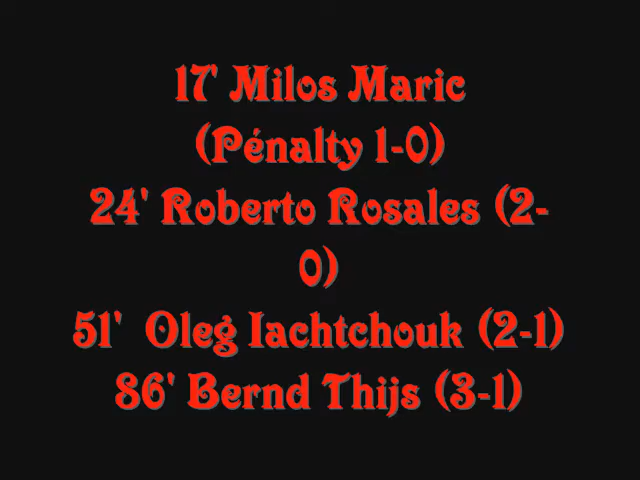 17' Milos Maric
(Pénalty 1-0)
24' Roberto Rosales (2-
0)
51' Oleg Iachtchouk (2-1)
86' Bernd Thijs (3-1)